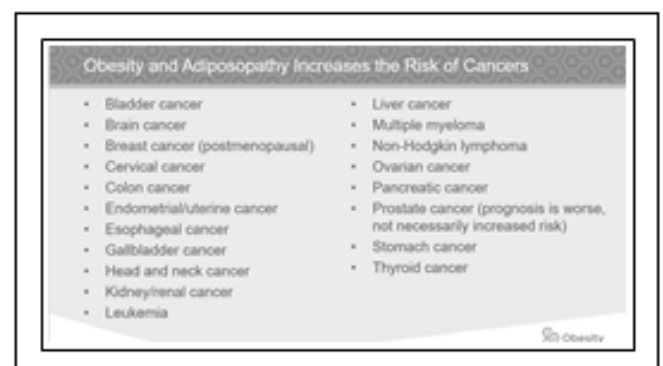 Obesity and Adiposopathy Increases the Risk of Cancers
• Bladder cancer
• Brain cancer
• Breast cancer (postmenopausal)
• Cervical cancer
• Colon cancer
• Endometrial/uterine cancer
• Esophageal cancer
• Gallbladder cancer
• Head and neck cancer
• Kidney/renal cancer
• Leukemia
• Liver cancer
• Multiple myeloma
• Non-Hodgkin lymphoma
• Ovarian cancer
• Pancreatic cancer
• Prostate cancer (prognosis is worse,
not necessarily increased risk)
• Stomach cancer
• Thyroid cancer
Obesity